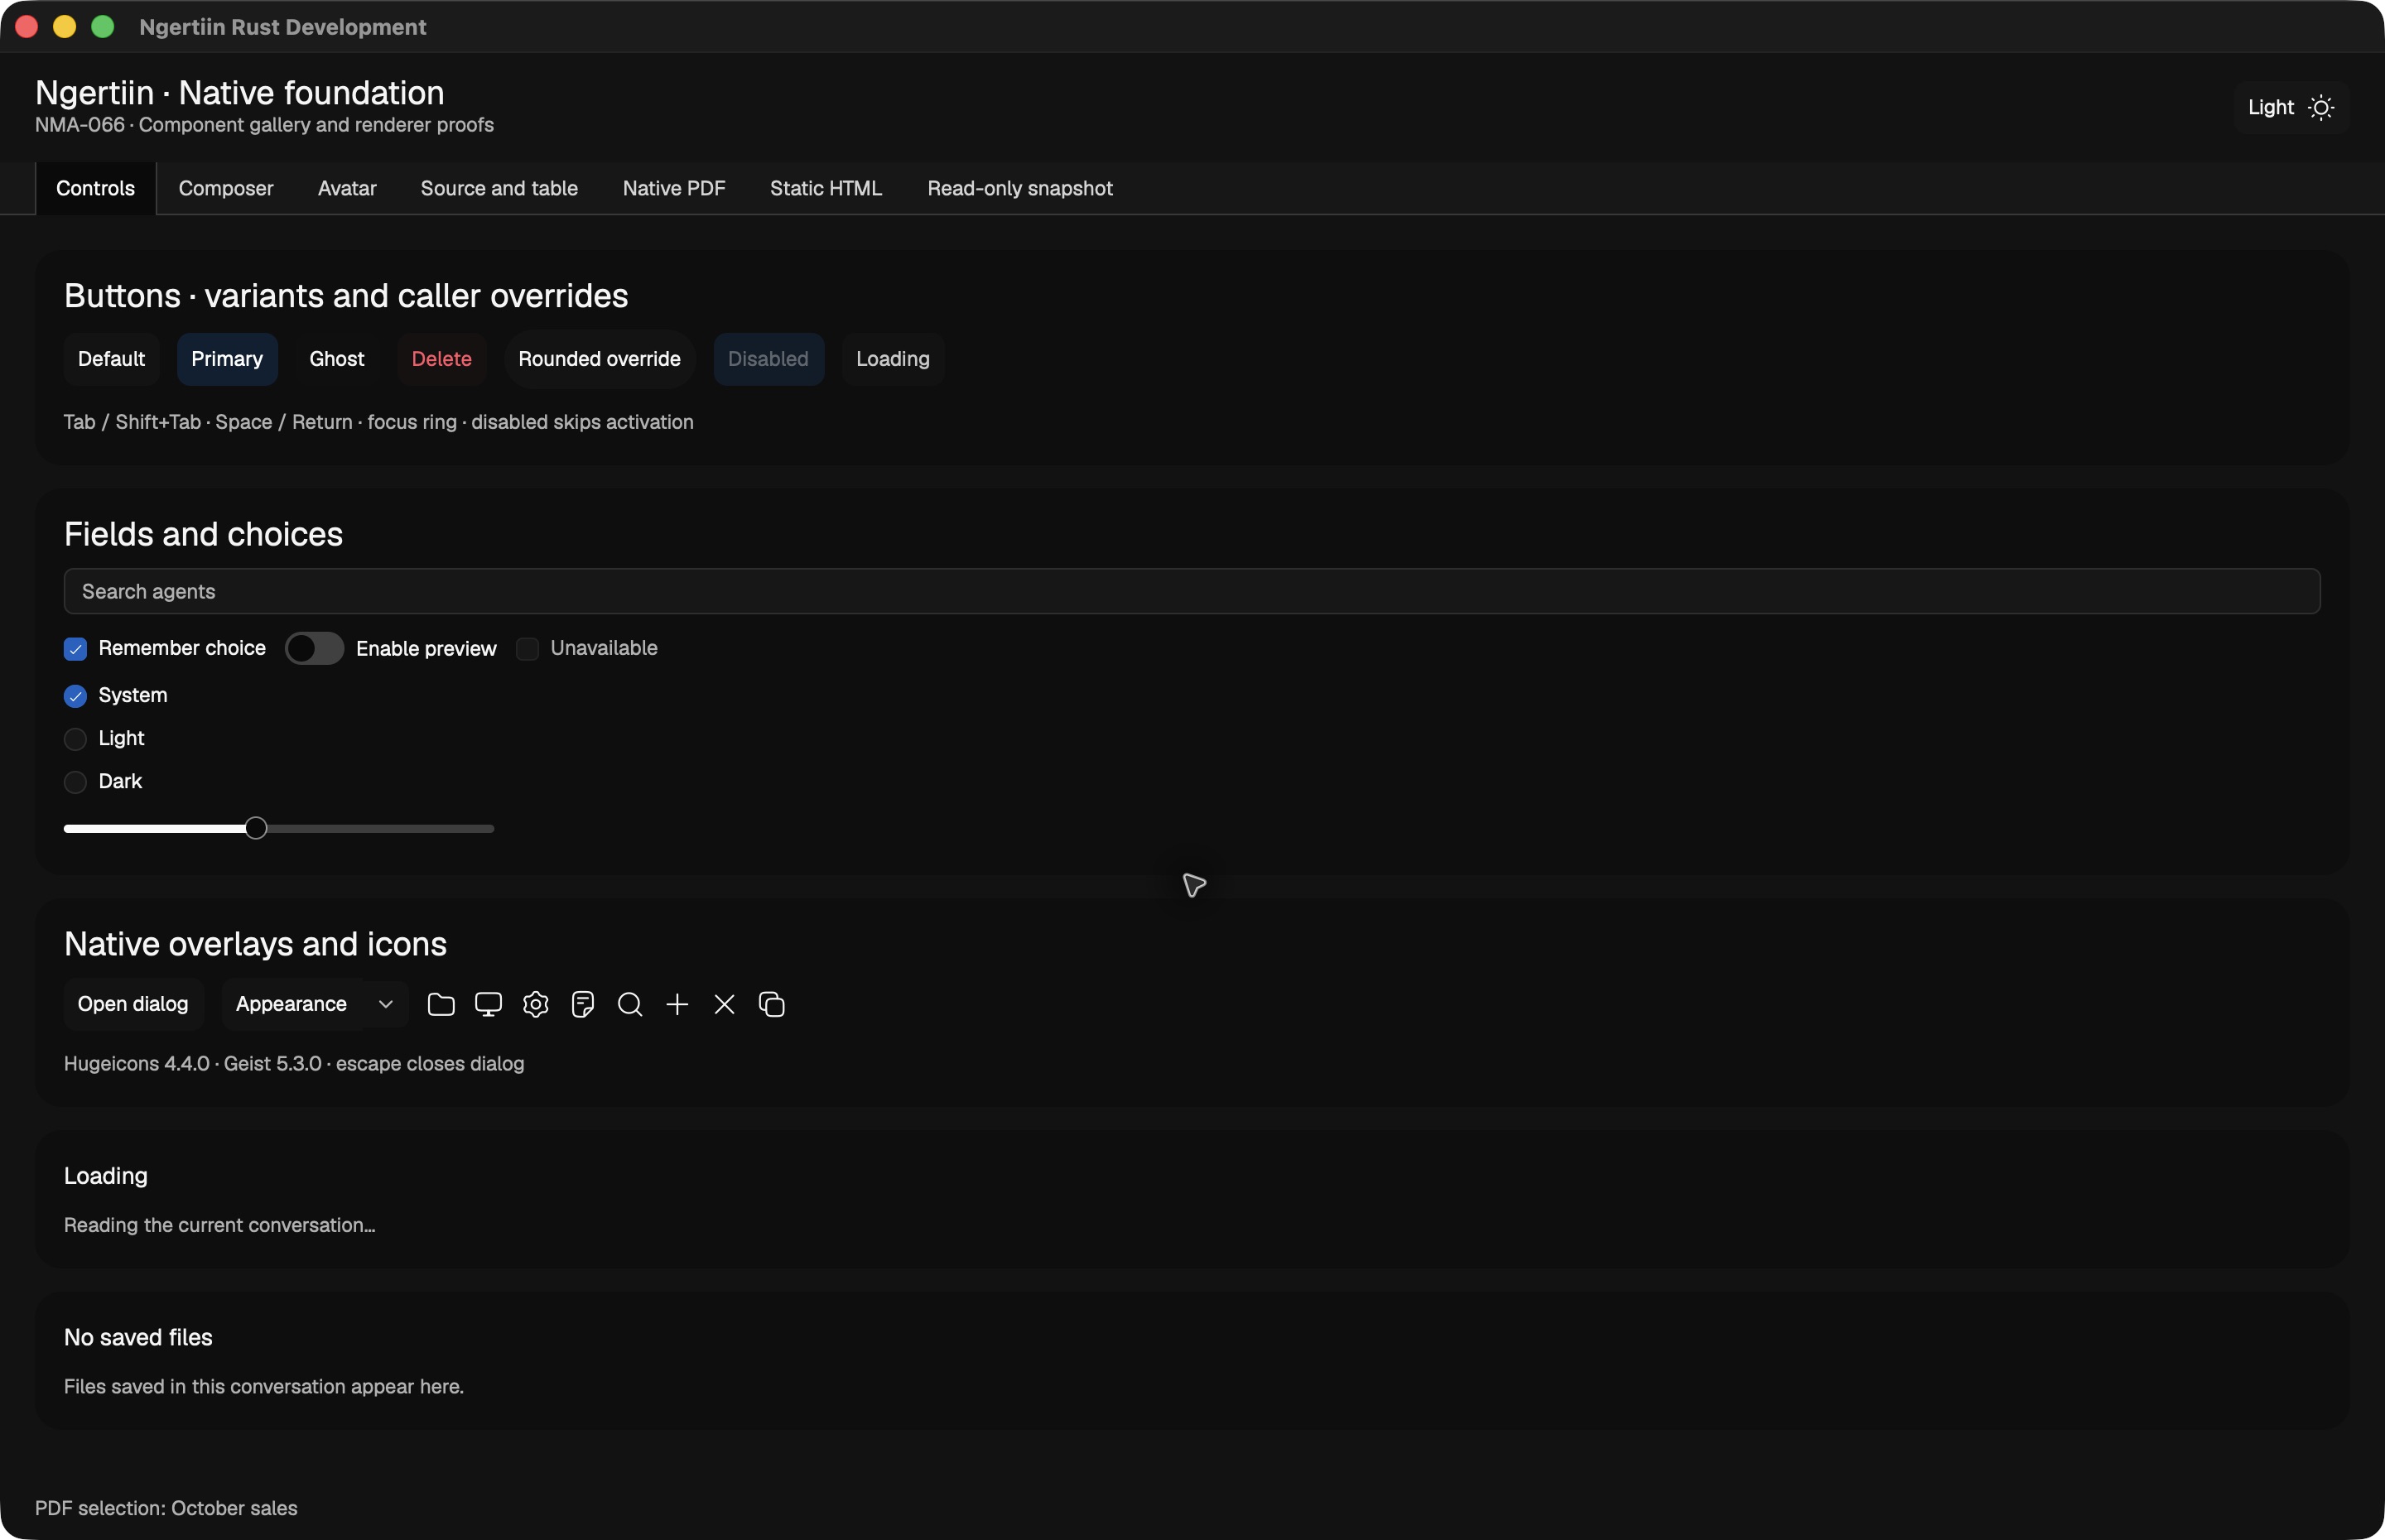 Ngertiin Rust Development
Ngertiin · Native foundation
NMA-066 · Component gallery and renderer proofs
Light
Controls Composer Avatar Source and table Native PDF Static HTML Read-only snapshot
Buttons · variants and caller overrides
Default Primary Ghost Delete Rounded override Disabled Loading
Tab / Shift+Tab · Space / Return · focus ring · disabled skips activation
Fields and choices
Search agents
Remember choice Enable preview Unavailable
System
Light
Dark
Native overlays and icons
Open dialog Appearance
Hugeicons 4.4.0 · Geist 5.3.0 · escape closes dialog
Loading
Reading the current conversation…
No saved files
Files saved in this conversation appear here.
PDF selection: October sales